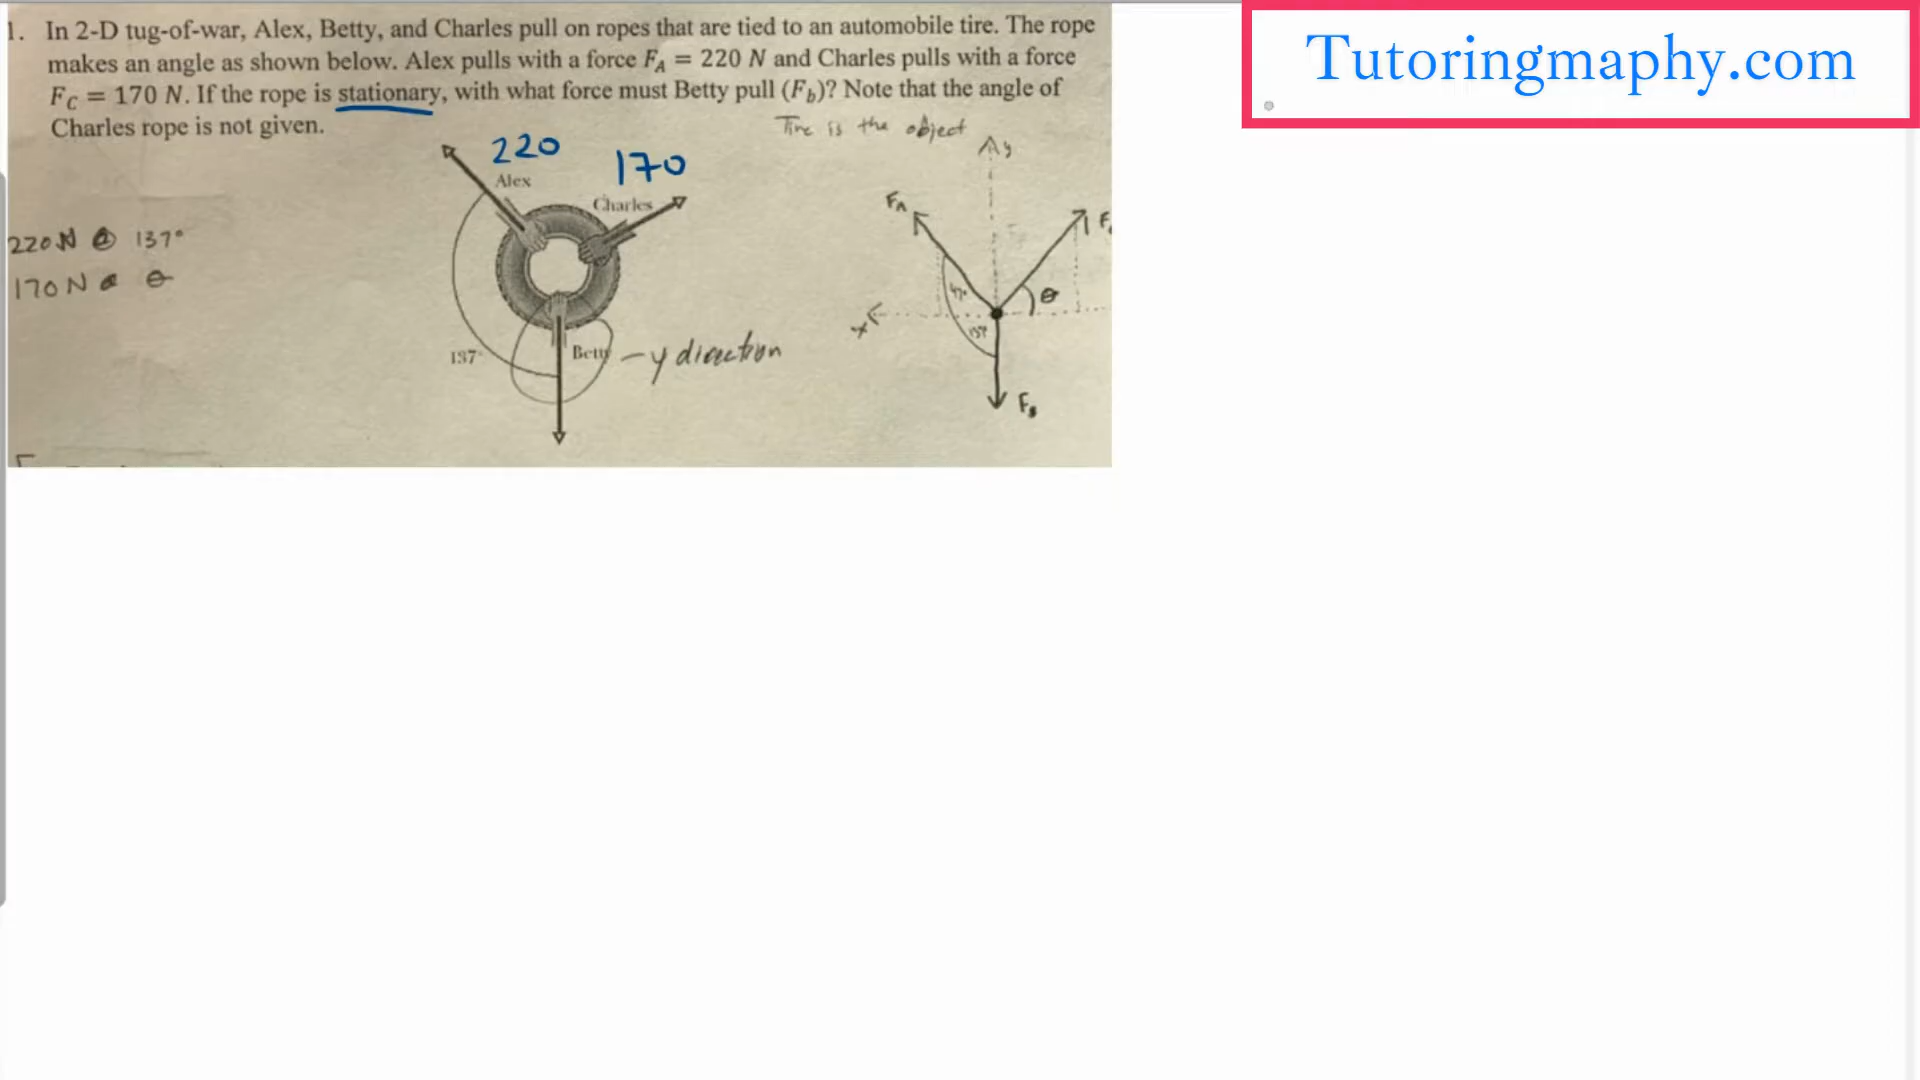 1. In 2-D tug-of-war, Alex, Betty, and Charles pull on ropes that are tied to an automobile tire. The rope
makes an angle as shown below. Alex pulls with a force F_A = 220 N and Charles pulls with a force
F_C = 170 N. If the rope is stationary, with what force must Betty pull (F_b)? Note that the angle of
Charles rope is not given.
Tutoringmaphy.com
Tire is the object
y
220
170
Alex
Charles
F_A
220 N @ 137°
170 N @ θ
47°
θ
x
137°
137°
Betty
-y direction
F_B